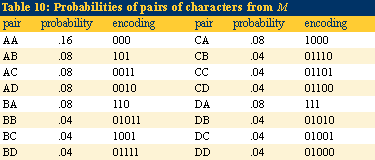 Table 10: Probabilities of pairs of characters from M
pair probability encoding pair probability encoding
AA .16 000 CA .08 1000
AB .08 101 CB .04 01110
AC .08 0011 CC .04 01101
AD .08 0010 CD .04 01100
BA .08 110 DA .08 111
BB .04 01011 DB .04 01010
BC .04 1001 DC .04 01001
BD .04 01111 DD .04 01000